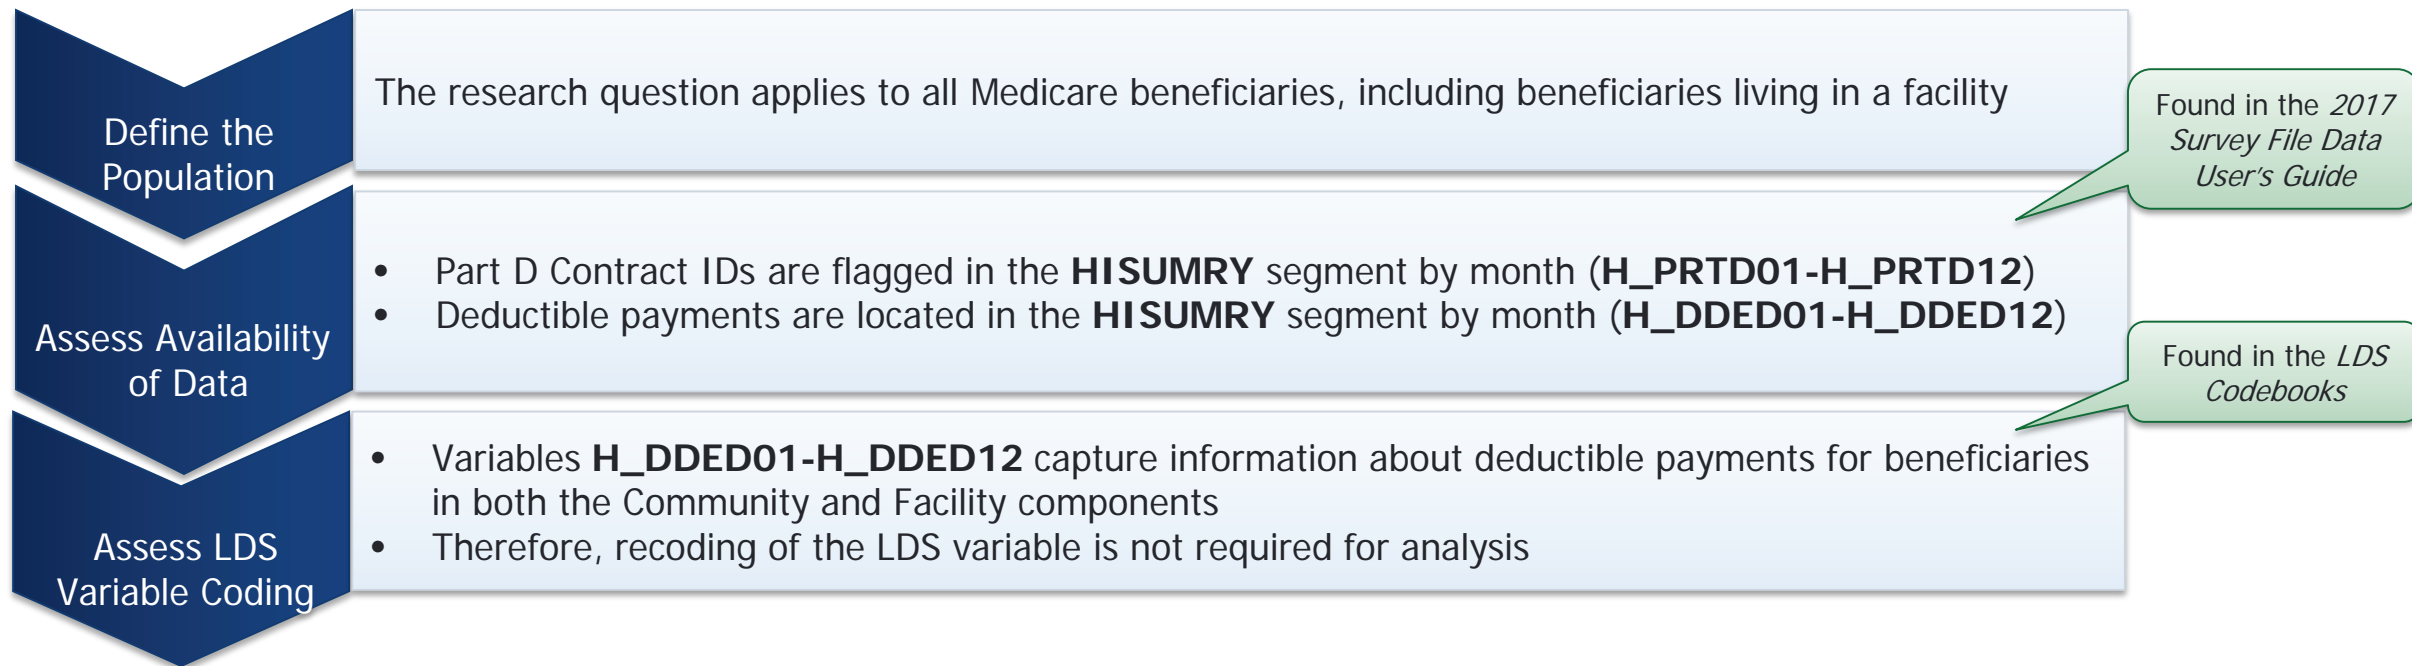 Define the
Population
The research question applies to all Medicare beneficiaries, including beneficiaries living in a facility
Found in the 2017
Survey File Data
User's Guide
Assess Availability
of Data
• Part D Contract IDs are flagged in the HISUMRY segment by month (H_PRTD01-H_PRTD12)
• Deductible payments are located in the HISUMRY segment by month (H_DDED01-H_DDED12)
Found in the LDS
Codebooks
Assess LDS
Variable Coding
• Variables H_DDED01-H_DDED12 capture information about deductible payments for beneficiaries
in both the Community and Facility components
• Therefore, recoding of the LDS variable is not required for analysis